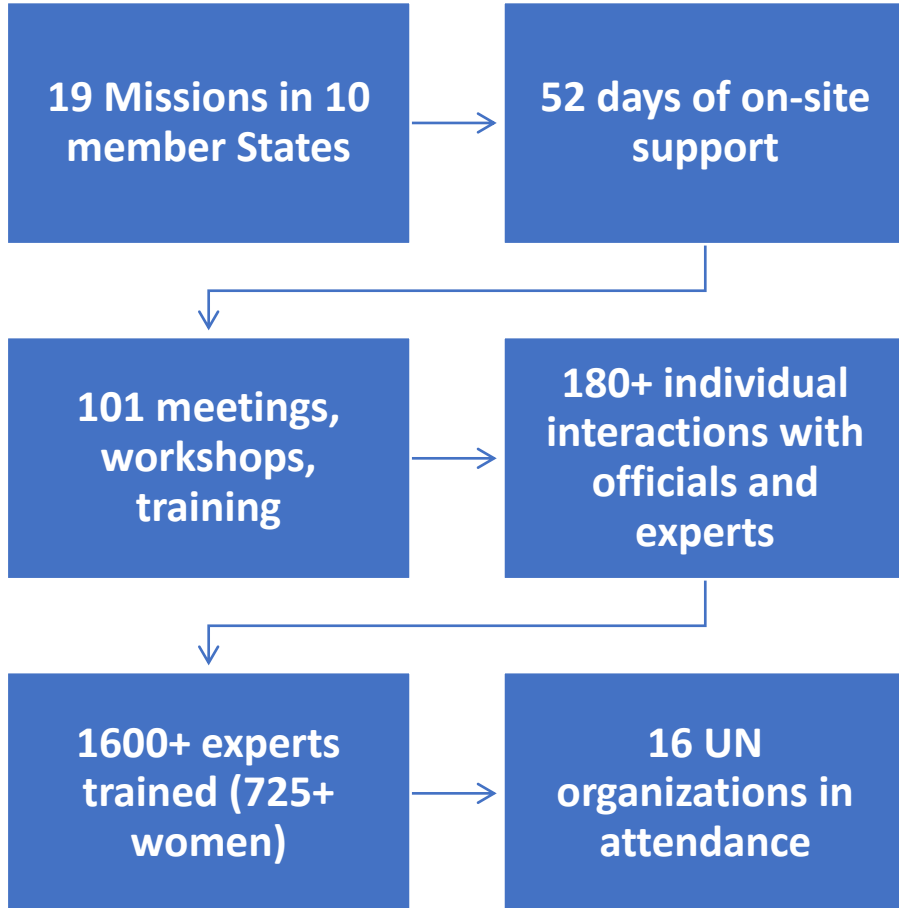 19 Missions in 10
member States
52 days of on-site
support
101 meetings,
workshops,
training
180+ individual
interactions with
officials and
experts
1600+ experts
trained (725+
women)
16 UN
organizations in
attendance